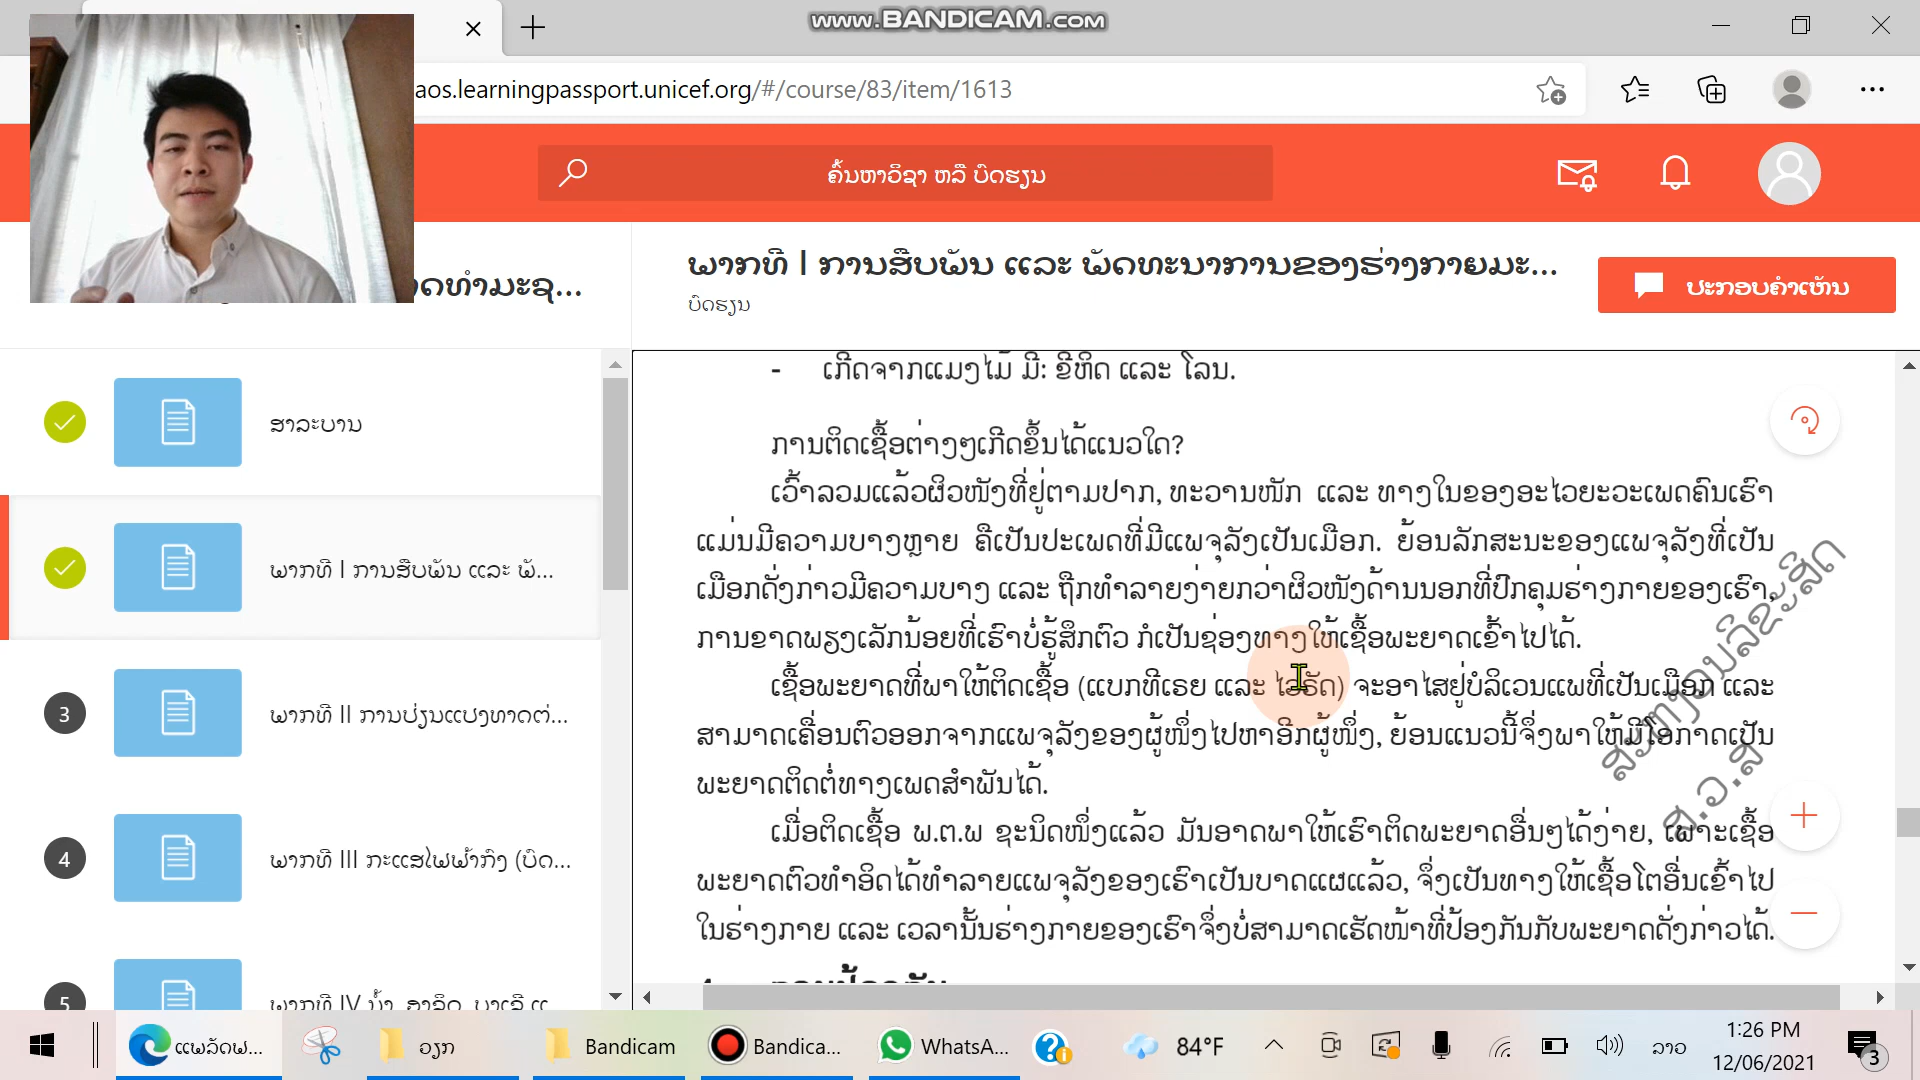 www.BANDICAM.com
aos.learningpassport.unicef.org/#/course/83/item/1613
ຄົ້ນຫາວິຊາ ຫລື ບົດຮຽນ
ດທຳມະຊ...
ພາກທີ I ການສືບພັນ ແລະ ພັດທະນາການຂອງຮ່າງກາຍມະ...
ບົດຮຽນ
ປະກອບຄຳເຫັນ
ສາລະບານ
ພາກທີ I ການສືບພັນ ແລະ ພັ...
3
ພາກທີ II ການປ່ຽນແປງທາດຕ່...
4
ພາກທີ III ກະແສໄຟຟ້າກົງ (ບົດ...
5
- ເກີດຈາກແມງໄມ້ ມີ: ຂີ້ຫິດ ແລະ ໂລນ.
ການຕິດເຊື້ອຕ່າງໆເກີດຂຶ້ນໄດ້ແນວໃດ?
ເວົ້າລວມແລ້ວຜິວໜັງທີ່ຢູ່ຕາມປາກ, ທະວານໜັກ ແລະ ທາງໃນຂອງອະໄວຍະວະເພດຄົນເຮົາ
ແມ່ນມີຄວາມບາງຫຼາຍ ຄືເປັນປະເພດທີ່ມີແພຈຸລັງເປັນເມືອກ. ຍ້ອນລັກສະນະຂອງແພຈຸລັງທີ່ເປັນ
ເມືອກດັ່ງກ່າວມີຄວາມບາງ ແລະ ຖືກທຳລາຍງ່າຍກວ່າຜິວໜັງດ້ານນອກທີ່ປົກຄຸມຮ່າງກາຍຂອງເຮົາ,
ການຂາດພຽງເລັກນ້ອຍທີ່ເຮົາບໍ່ຮູ້ສຶກຕົວ ກໍເປັນຊ່ອງທາງໃຫ້ເຊື້ອພະຍາດເຂົ້າໄປໄດ້.
ເຊື້ອພະຍາດທີ່ພາໃຫ້ຕິດເຊື້ອ (ແບກທີເຣຍ ແລະ ໄວຣັດ) ຈະອາໄສຢູ່ບໍລິເວນແພທີ່ເປັນເມືອກ ແລະ
ສາມາດເຄື່ອນຕົວອອກຈາກແພຈຸລັງຂອງຜູ້ໜຶ່ງໄປຫາອີກຜູ້ໜຶ່ງ, ຍ້ອນແນວນີ້ຈຶ່ງພາໃຫ້ມີໂອກາດເປັນ
ພະຍາດຕິດຕໍ່ທາງເພດສຳພັນໄດ້.
ເມື່ອຕິດເຊື້ອ ພ.ຕ.ພ ຊະນິດໜຶ່ງແລ້ວ ມັນອາດພາໃຫ້ເຮົາຕິດພະຍາດອື່ນໆໄດ້ງ່າຍ, ເພາະເຊື້ອ
ພະຍາດຕົວທຳອິດໄດ້ທຳລາຍແພຈຸລັງຂອງເຮົາເປັນບາດແຜແລ້ວ, ຈຶ່ງເປັນທາງໃຫ້ເຊື້ອໂຕອື່ນເຂົ້າໄປ
ໃນຮ່າງກາຍ ແລະ ເວລານັ້ນຮ່າງກາຍຂອງເຮົາຈຶ່ງບໍ່ສາມາດເຮັດໜ້າທີ່ປ້ອງກັນກັບພະຍາດດັ່ງກ່າວໄດ້.
ສ.ວ.ສ
ແພລັດຟ...
ວຽກ
Bandicam
Bandica...
WhatsA...
84°F
ລາວ
1:26 PM
12/06/2021
3